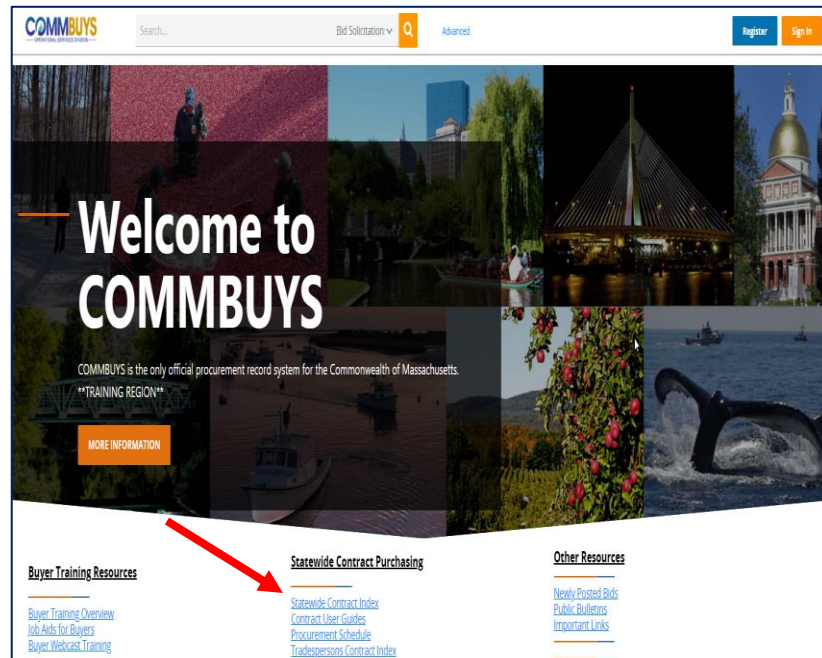 COMMBUYS
OPERATIONAL SERVICES DIVISION
Search...
Bid Solicitation
Advanced
Register
Sign In
Welcome to
COMMBUYS
COMMBUYS is the only official procurement record system for the Commonwealth of Massachusetts.
**TRAINING REGION**
MORE INFORMATION
Buyer Training Resources
Buyer Training Overview
Job Aids for Buyers
Buyer Webcast Training
Statewide Contract Purchasing
Statewide Contract Index
Contract User Guides
Procurement Schedule
Tradespersons Contract Index
Other Resources
Newly Posted Bids
Public Bulletins
Important Links